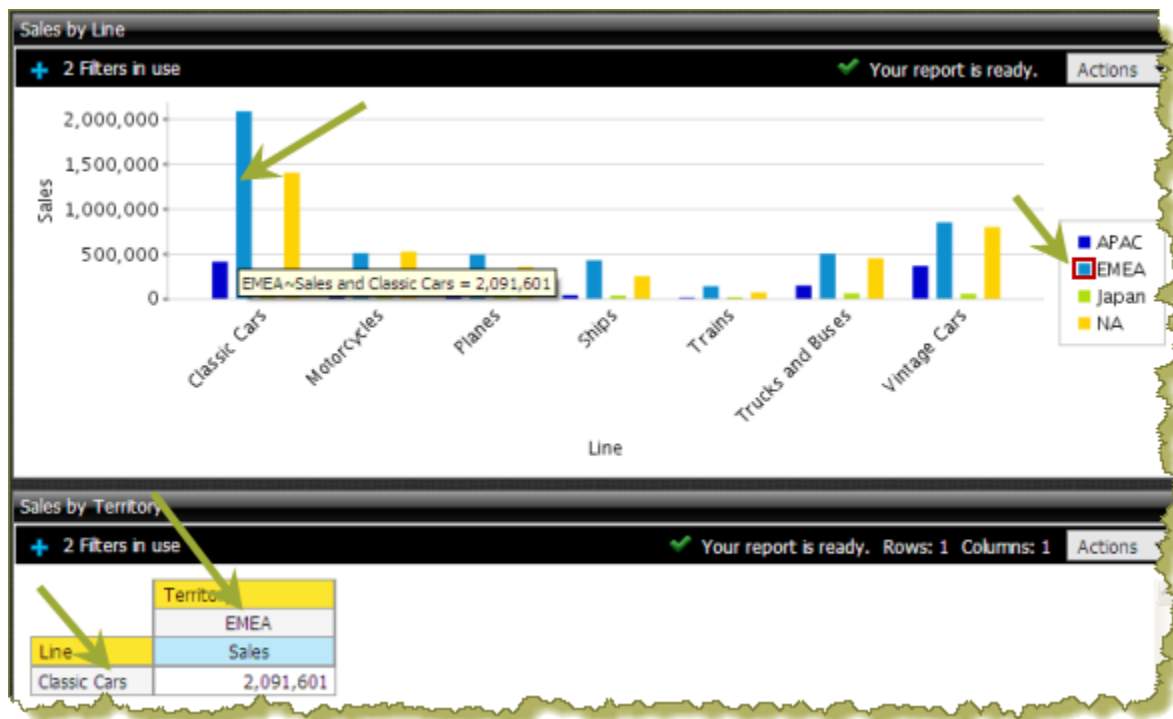 Sales by Line
2 Filters in use Your report is ready. Actions
2,000,000
1,500,000
1,000,000
500,000
0
Sales
EMEA~Sales and Classic Cars = 2,091,601
APAC
EMEA
Japan
NA
Classic Cars
Motorcycles
Planes
Ships
Trains
Trucks and Buses
Vintage Cars
Line
Sales by Territory
2 Filters in use Your report is ready. Rows: 1 Columns: 1 Actions
Territory
EMEA
Line Sales
Classic Cars 2,091,601